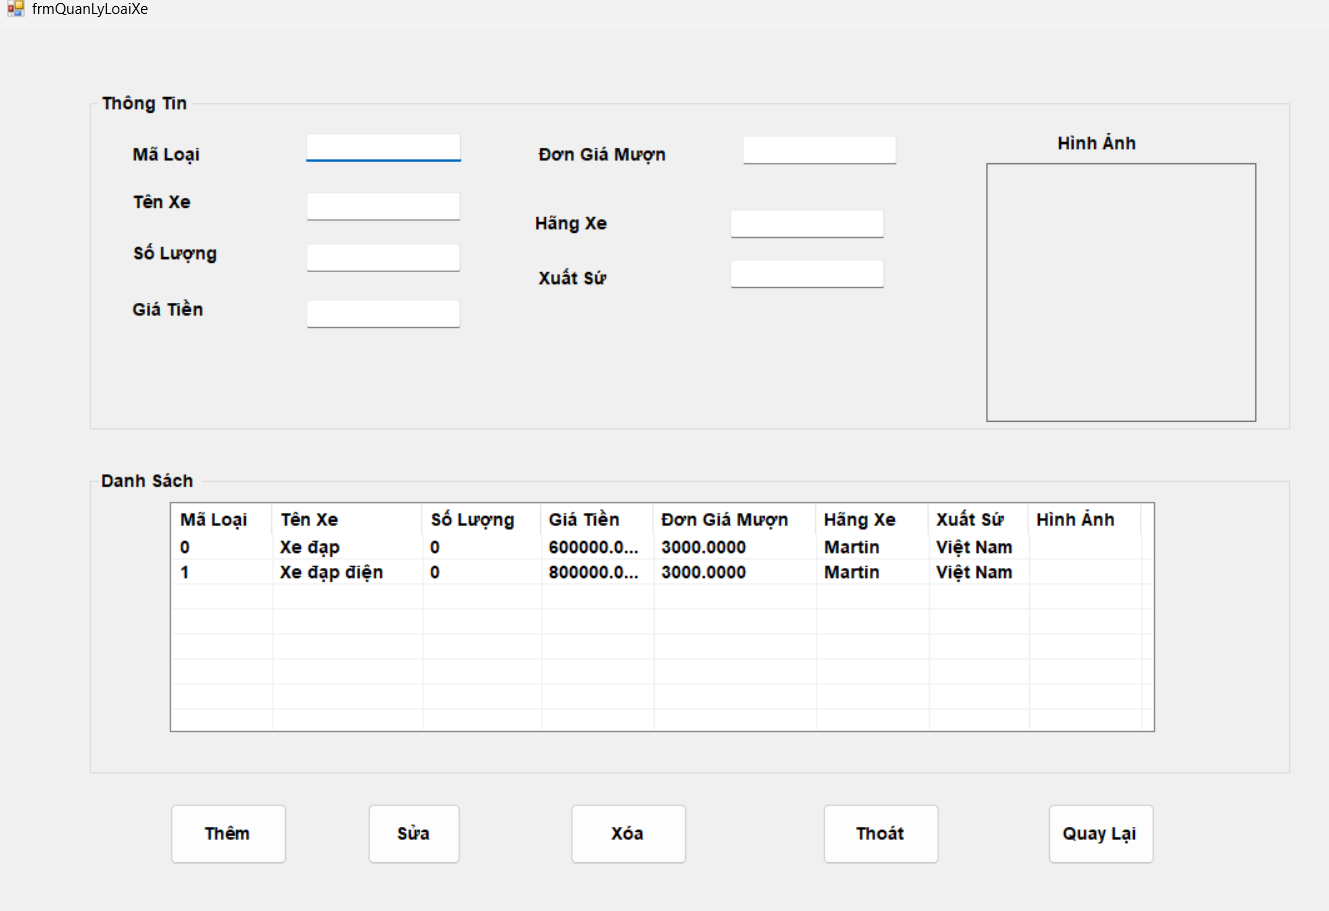 frmQuanLyLoaiXe
Thông Tin
Mã Loại
Đơn Giá Mượn
Hình Ảnh
Tên Xe
Hãng Xe
Số Lượng
Xuất Sứ
Giá Tiền
Danh Sách
Mã Loại Tên Xe Số Lượng Giá Tiền Đơn Giá Mượn Hãng Xe Xuất Sứ Hình Ảnh
0 Xe đạp 0 600000.0... 3000.0000 Martin Việt Nam
1 Xe đạp điện 0 800000.0... 3000.0000 Martin Việt Nam
Thêm Sửa Xóa Thoát Quay Lại